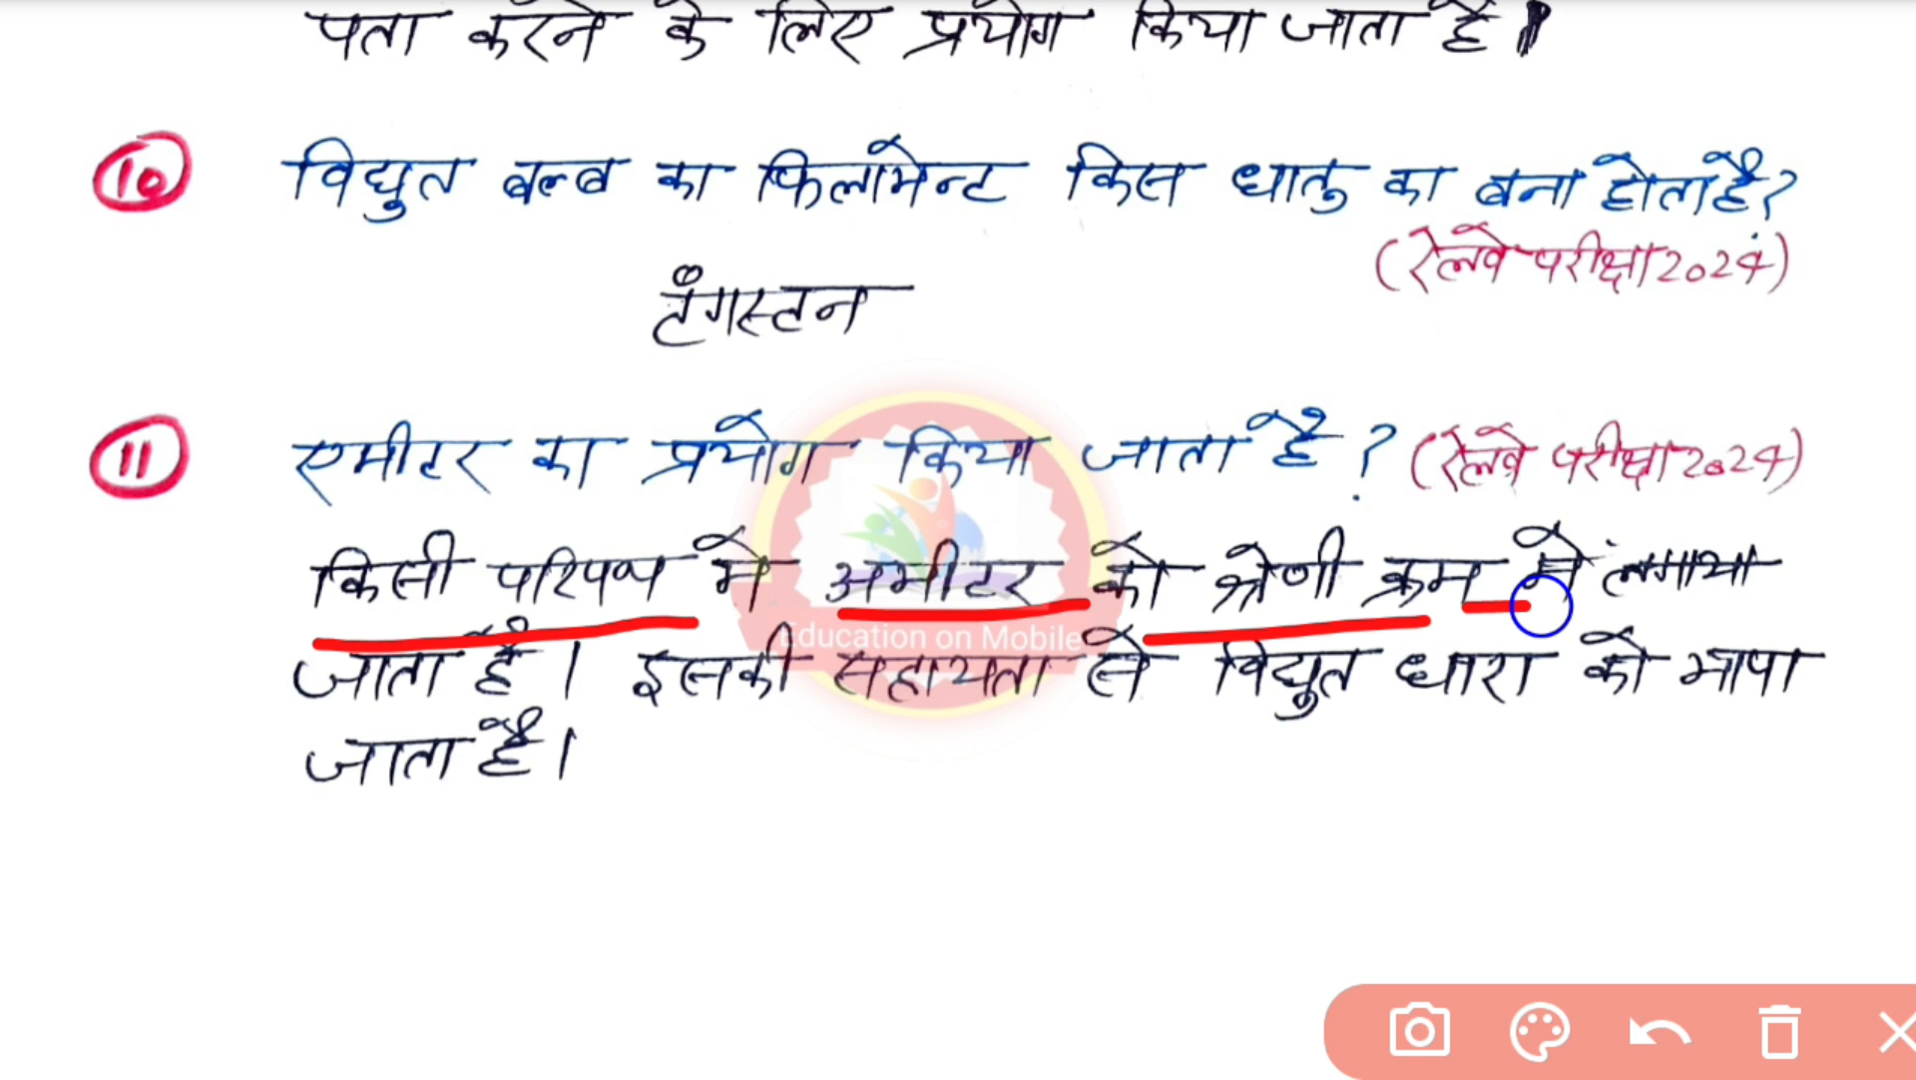 पता करने के लिए प्रयोग किया जाता है।
10 विद्युत बल्ब का फिलामेन्ट किस धातु का बना होता है?
(रेलवे परीक्षा 2024)
टंगस्टन
11 एमीटर का प्रयोग किया जाता है? (रेलवे परीक्षा 2024)
किसी परिपथ में अमीटर को श्रेणी क्रम में लगाया
Education on Mobile
जाता है। इसकी सहायता से विद्युत धारा को मापा
जाता है।